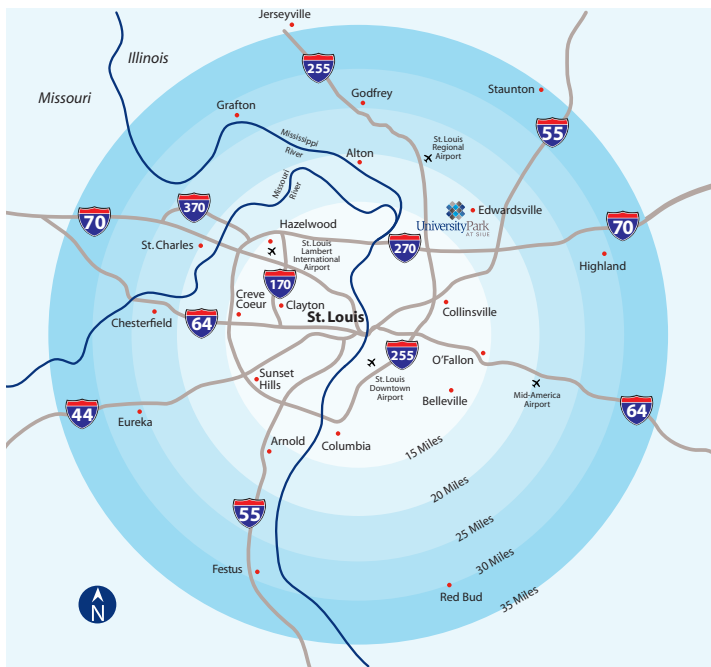 Jerseyville
Illinois
Missouri
255
Staunton
Godfrey
Grafton
55
Mississippi
River
St. Louis
Regional
Airport
Alton
Missouri
River
370
70
UniversityPark
AT SIUE
Edwardsville
Hazelwood
270
70
St. Charles
St. Louis
Lambert
International
Airport
Highland
170
Creve
Coeur
Clayton
Collinsville
Chesterfield
64
St. Louis
255
O'Fallon
Sunset
Hills
St. Louis
Downtown
Airport
Belleville
Mid-America
Airport
44
64
Eureka
Arnold
Columbia
15 Miles
20 Miles
55
25 Miles
30 Miles
Festus
Red Bud
35 Miles
N